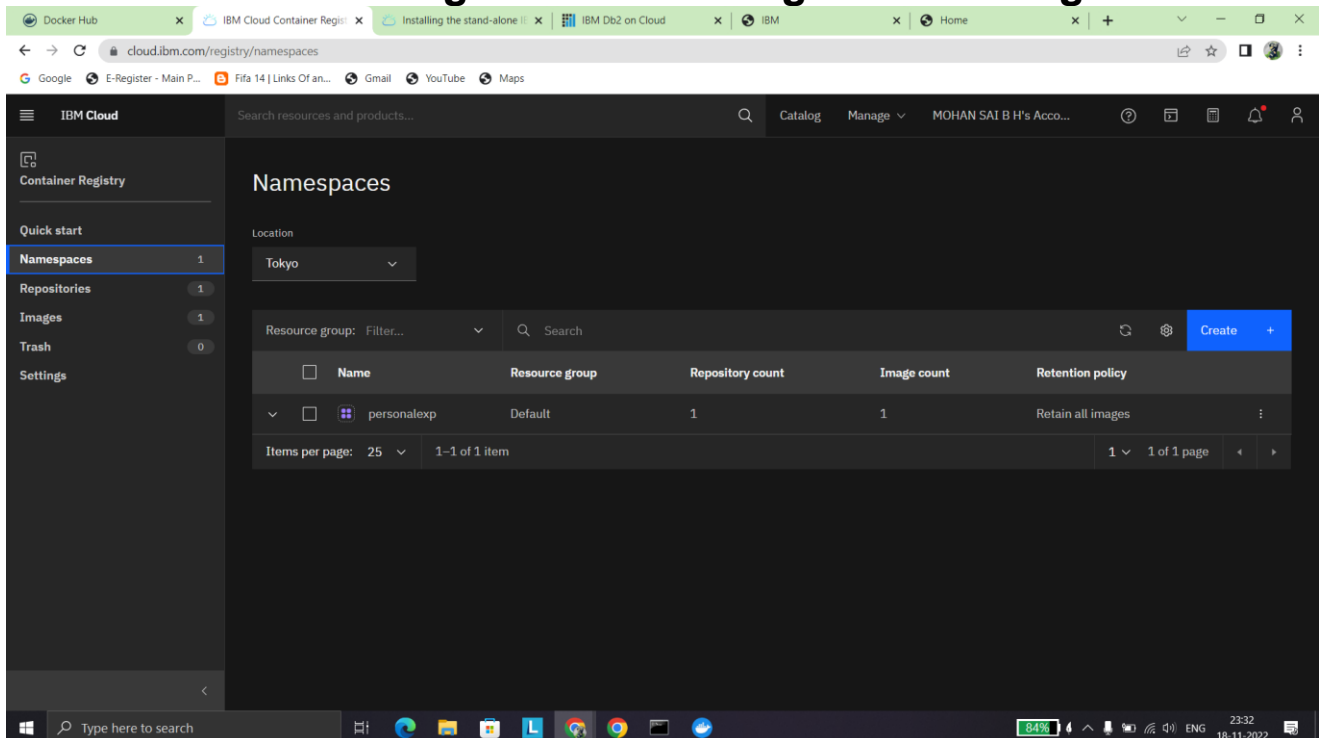 Docker Hub
IBM Cloud Container Regist
Installing the stand-alone I
IBM Db2 on Cloud
IBM
Home
cloud.ibm.com/registry/namespaces
Google
E-Register - Main P...
Fifa 14 | Links Of an...
Gmail
YouTube
Maps
IBM Cloud
Search resources and products...
Catalog
Manage
MOHAN SAI B H's Acco...
Container Registry
Quick start
Namespaces 1
Repositories 1
Images 1
Trash 0
Settings
Namespaces
Location
Tokyo
Resource group: Filter...
Search
Create +
Name Resource group Repository count Image count Retention policy
personalexp Default 1 1 Retain all images
Items per page: 25 1–1 of 1 item 1 1 of 1 page
Type here to search
84%
ENG
23:32
18-11-2022